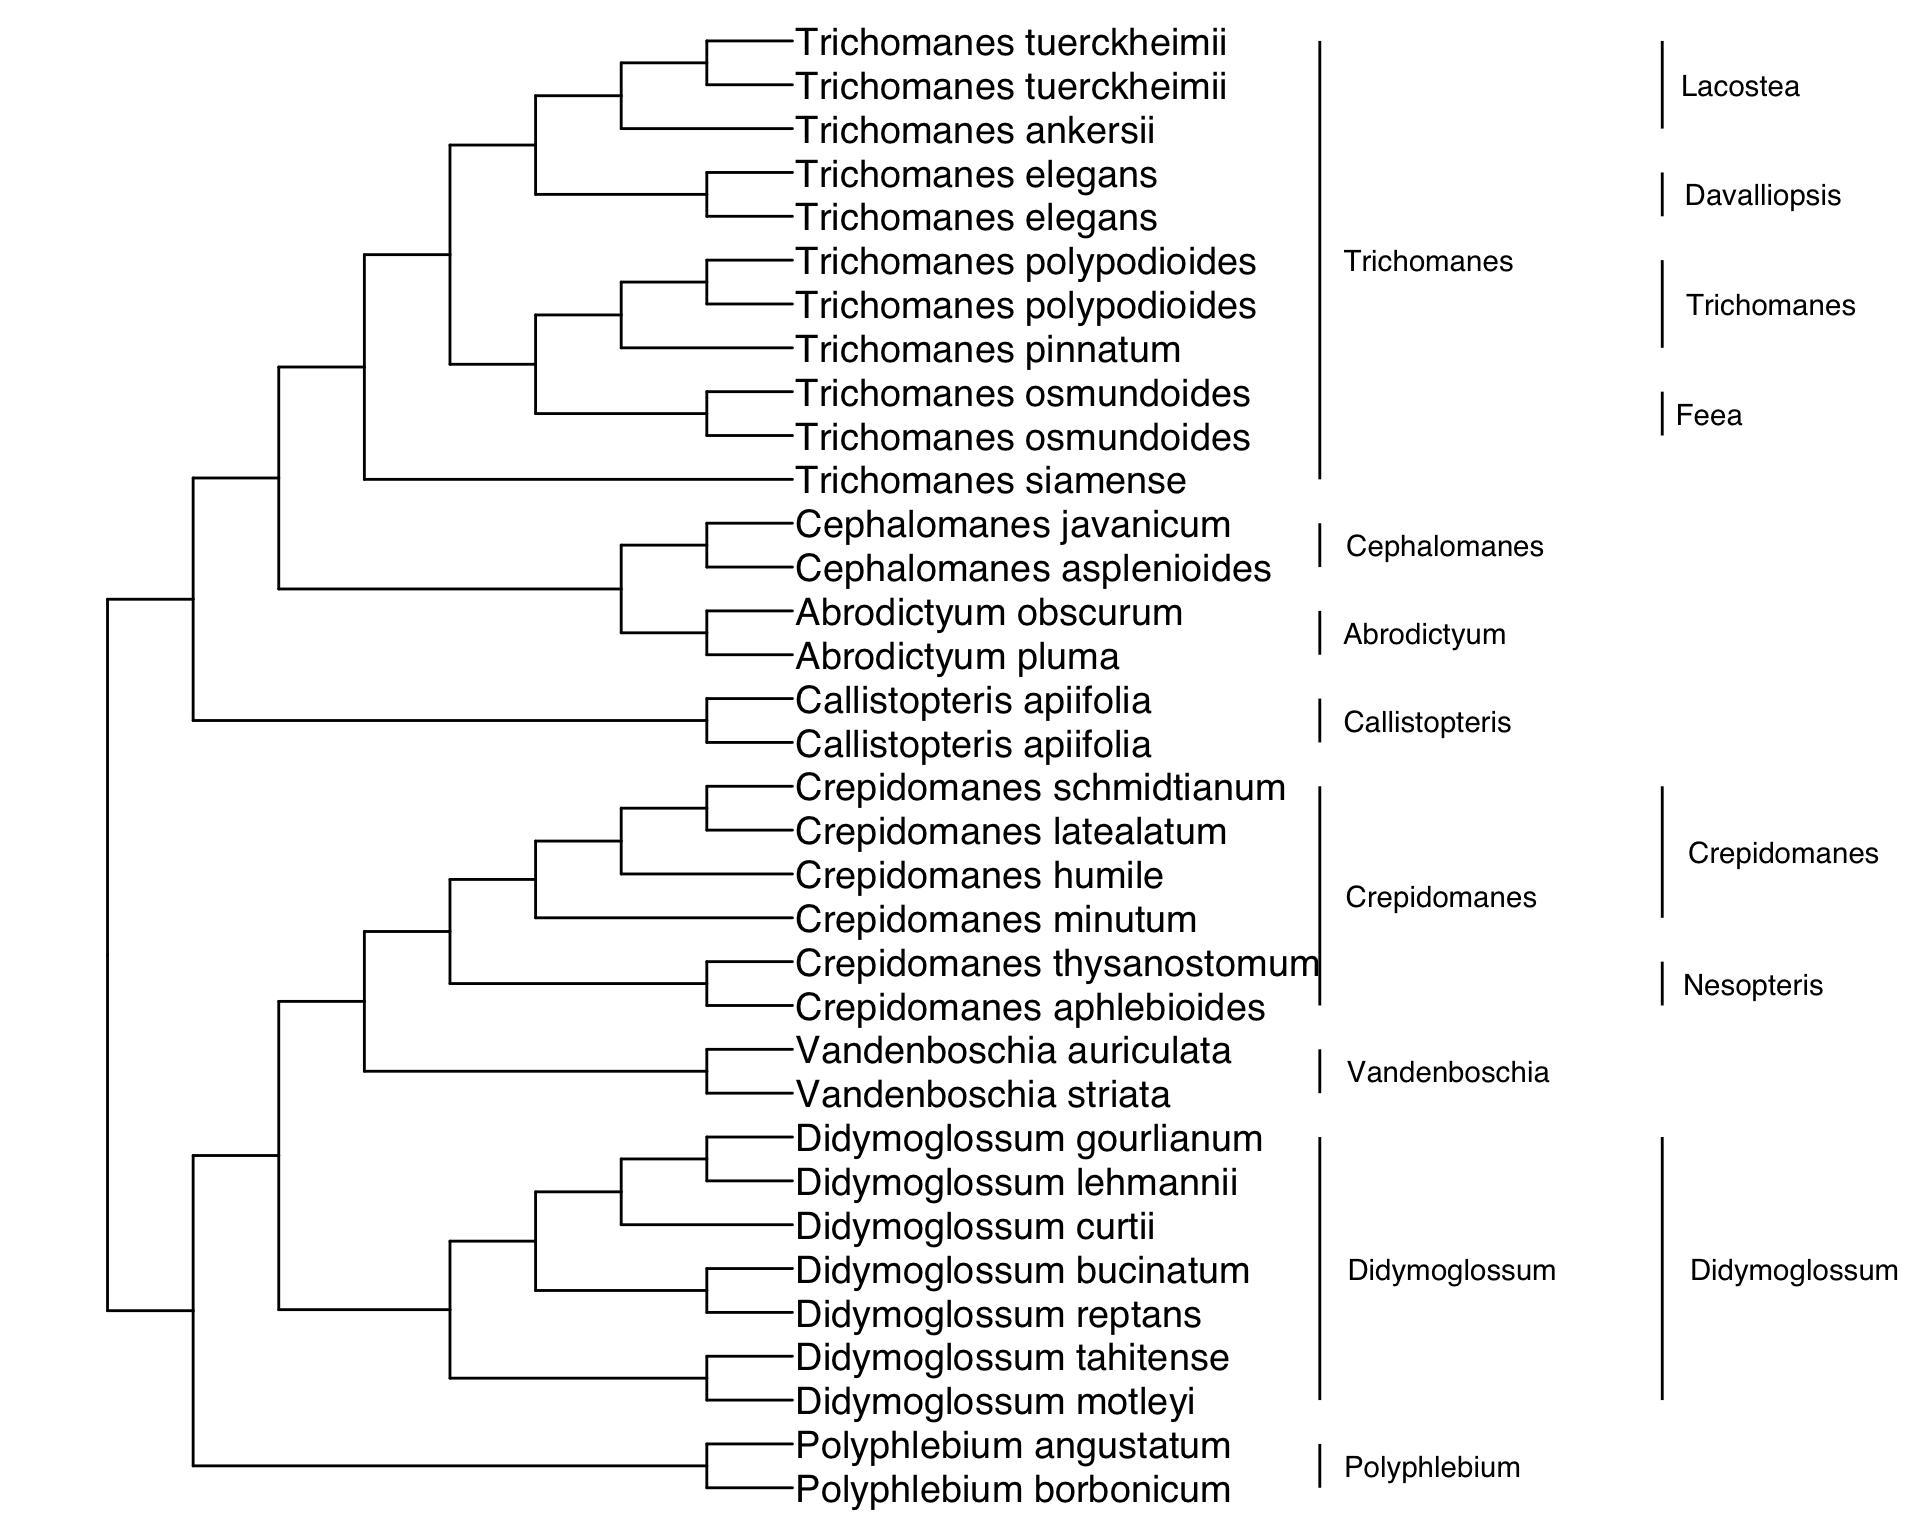 Trichomanes tuerckheimii
Trichomanes tuerckheimii
Trichomanes ankersii
Trichomanes elegans
Trichomanes elegans
Trichomanes polypodioides
Trichomanes polypodioides
Trichomanes pinnatum
Trichomanes osmundoides
Trichomanes osmundoides
Trichomanes siamense
Cephalomanes javanicum
Cephalomanes asplenioides
Abrodictyum obscurum
Abrodictyum pluma
Callistopteris apiifolia
Callistopteris apiifolia
Crepidomanes schmidtianum
Crepidomanes latealatum
Crepidomanes humile
Crepidomanes minutum
Crepidomanes thysanostomum
Crepidomanes aphlebioides
Vandenboschia auriculata
Vandenboschia striata
Didymoglossum gourlianum
Didymoglossum lehmannii
Didymoglossum curtii
Didymoglossum bucinatum
Didymoglossum reptans
Didymoglossum tahitense
Didymoglossum motleyi
Polyphlebium angustatum
Polyphlebium borbonicum
Trichomanes
Cephalomanes
Abrodictyum
Callistopteris
Crepidomanes
Vandenboschia
Didymoglossum
Polyphlebium
Lacostea
Davalliopsis
Trichomanes
Feea
Crepidomanes
Nesopteris
Didymoglossum